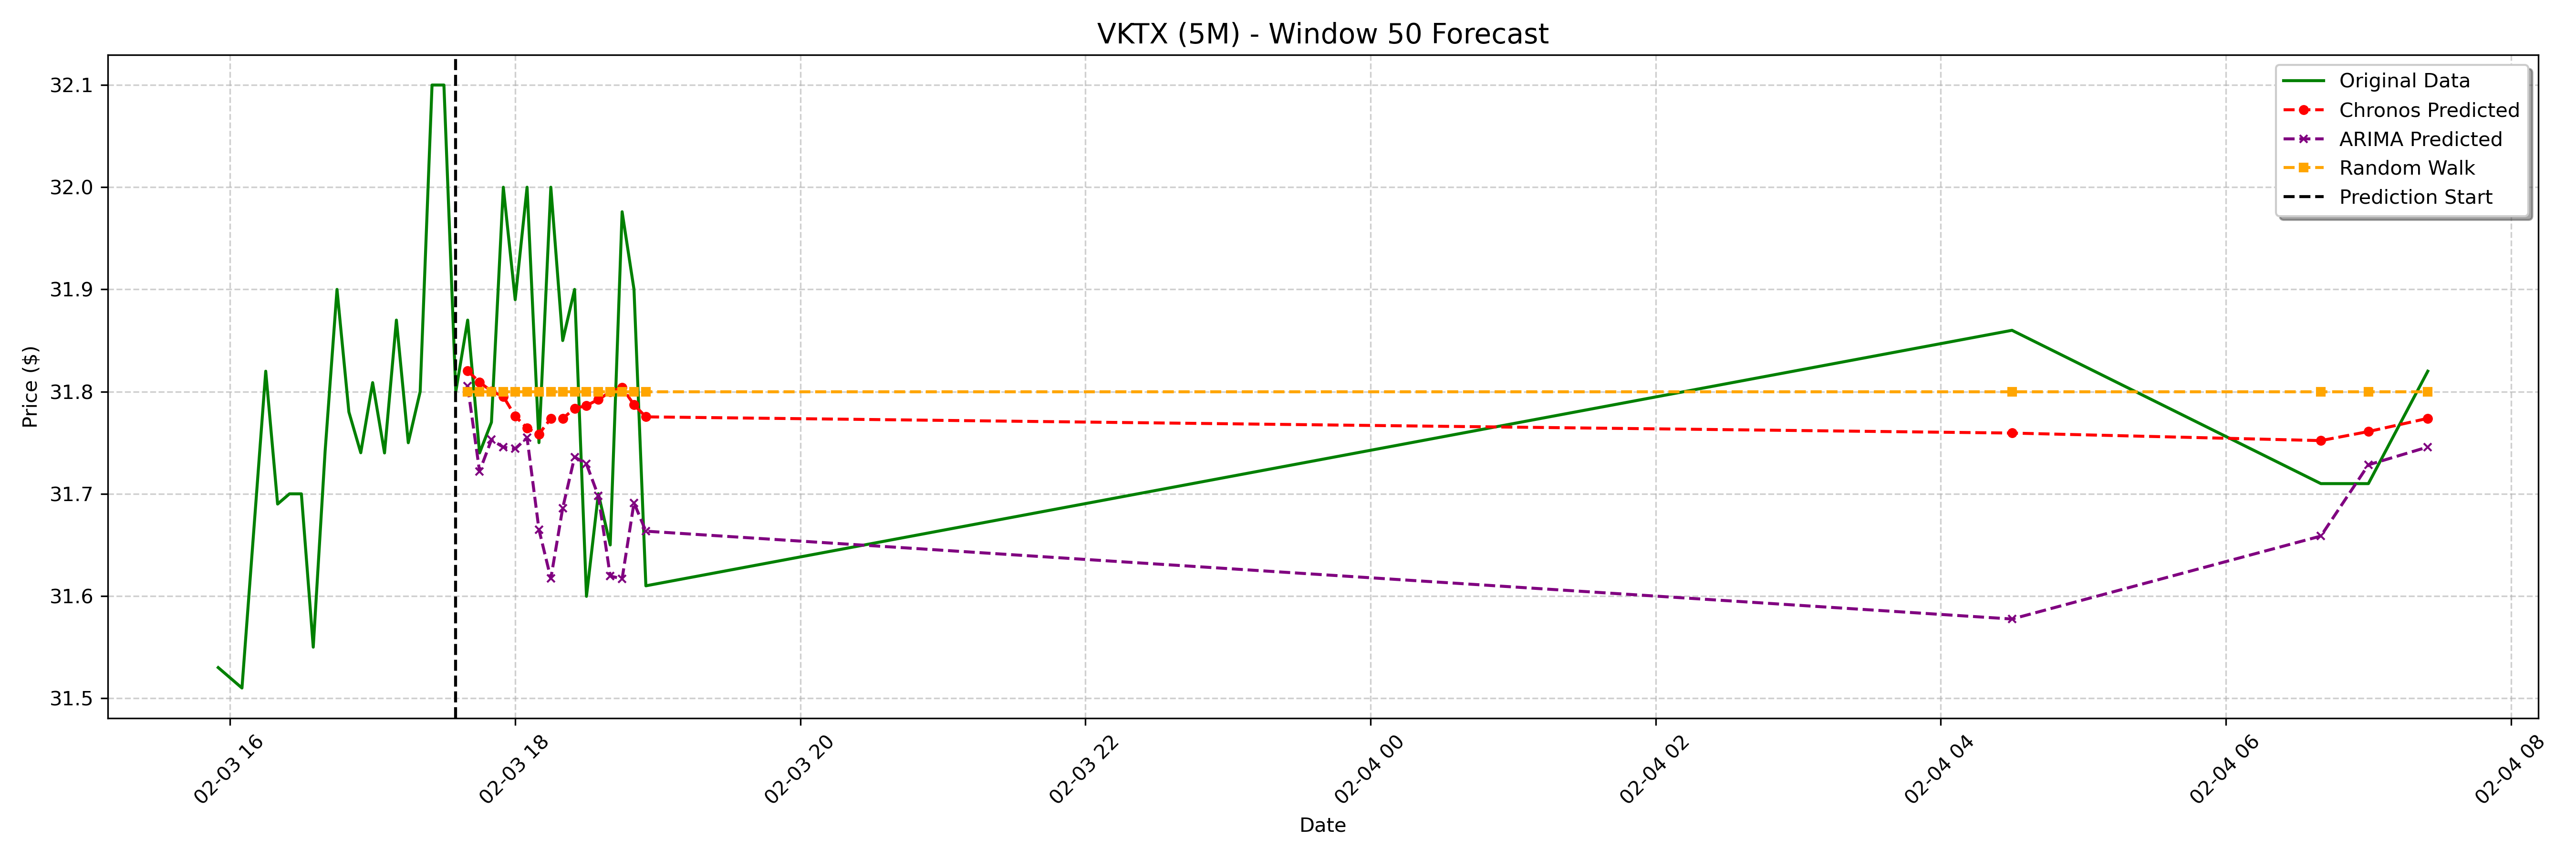 VKTX (5M) - Window 50 Forecast
Original Data
Chronos Predicted
ARIMA Predicted
Random Walk
Prediction Start
Price ($)
32.1
32.0
31.9
31.8
31.7
31.6
31.5
02-03 16
02-03 18
02-03 20
02-03 22
02-04 00
02-04 02
02-04 04
02-04 06
02-04 08
Date